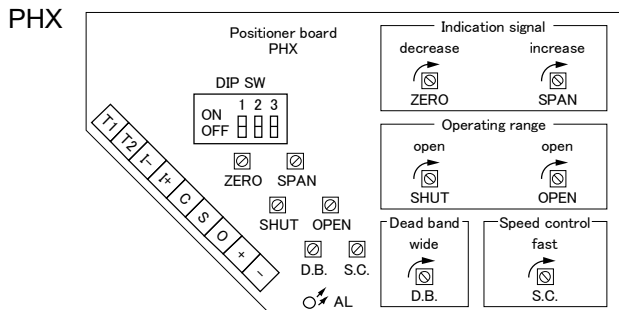 PHX
Positioner board
PHX
DIP SW
1 2 3
ON
OFF
T1 T2 I- I+ C S O + -
ZERO SPAN
SHUT OPEN
D.B. S.C.
AL
Indication signal
decrease increase
ZERO SPAN
Operating range
open open
SHUT OPEN
Dead band
wide
D.B.
Speed control
fast
S.C.